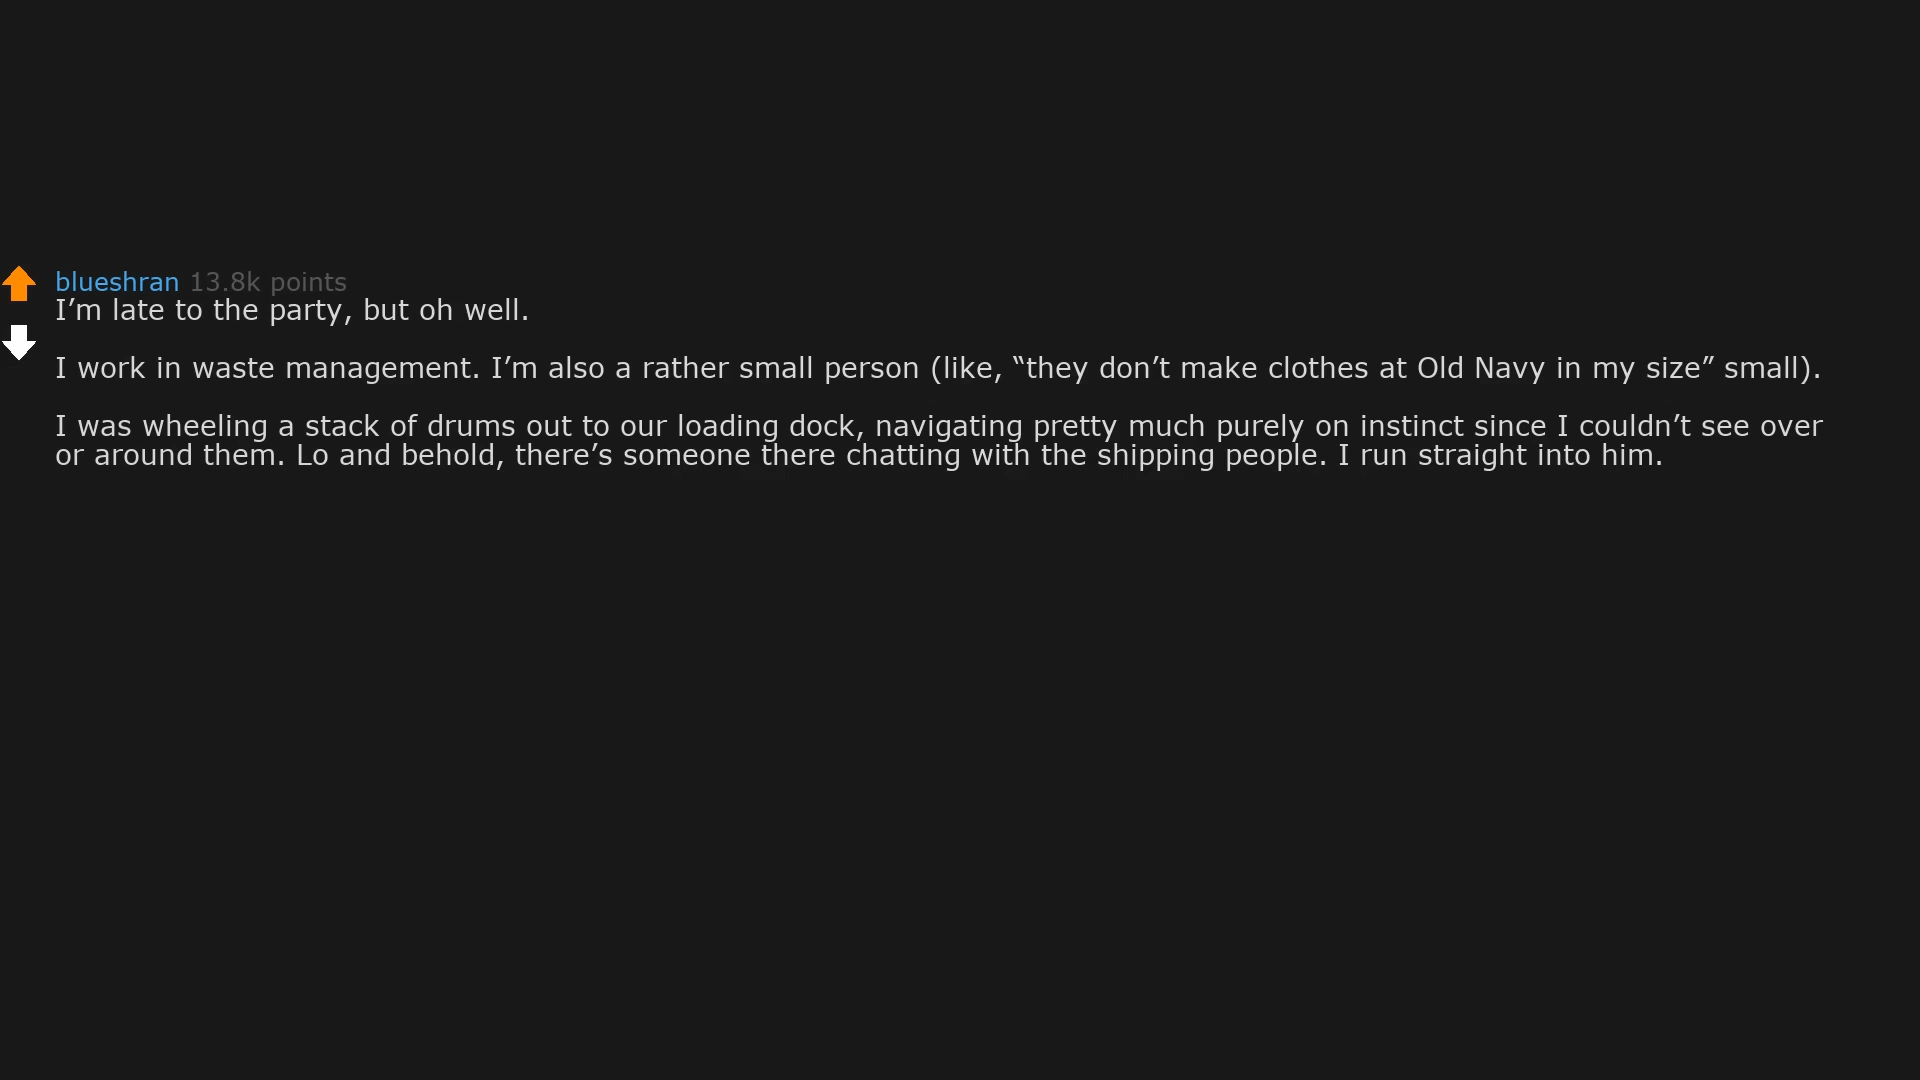 blueshran 13.8k points
I’m late to the party, but oh well.
I work in waste management. I’m also a rather small person (like, “they don’t make clothes at Old Navy in my size” small).
I was wheeling a stack of drums out to our loading dock, navigating pretty much purely on instinct since I couldn’t see over
or around them. Lo and behold, there’s someone there chatting with the shipping people. I run straight into him.